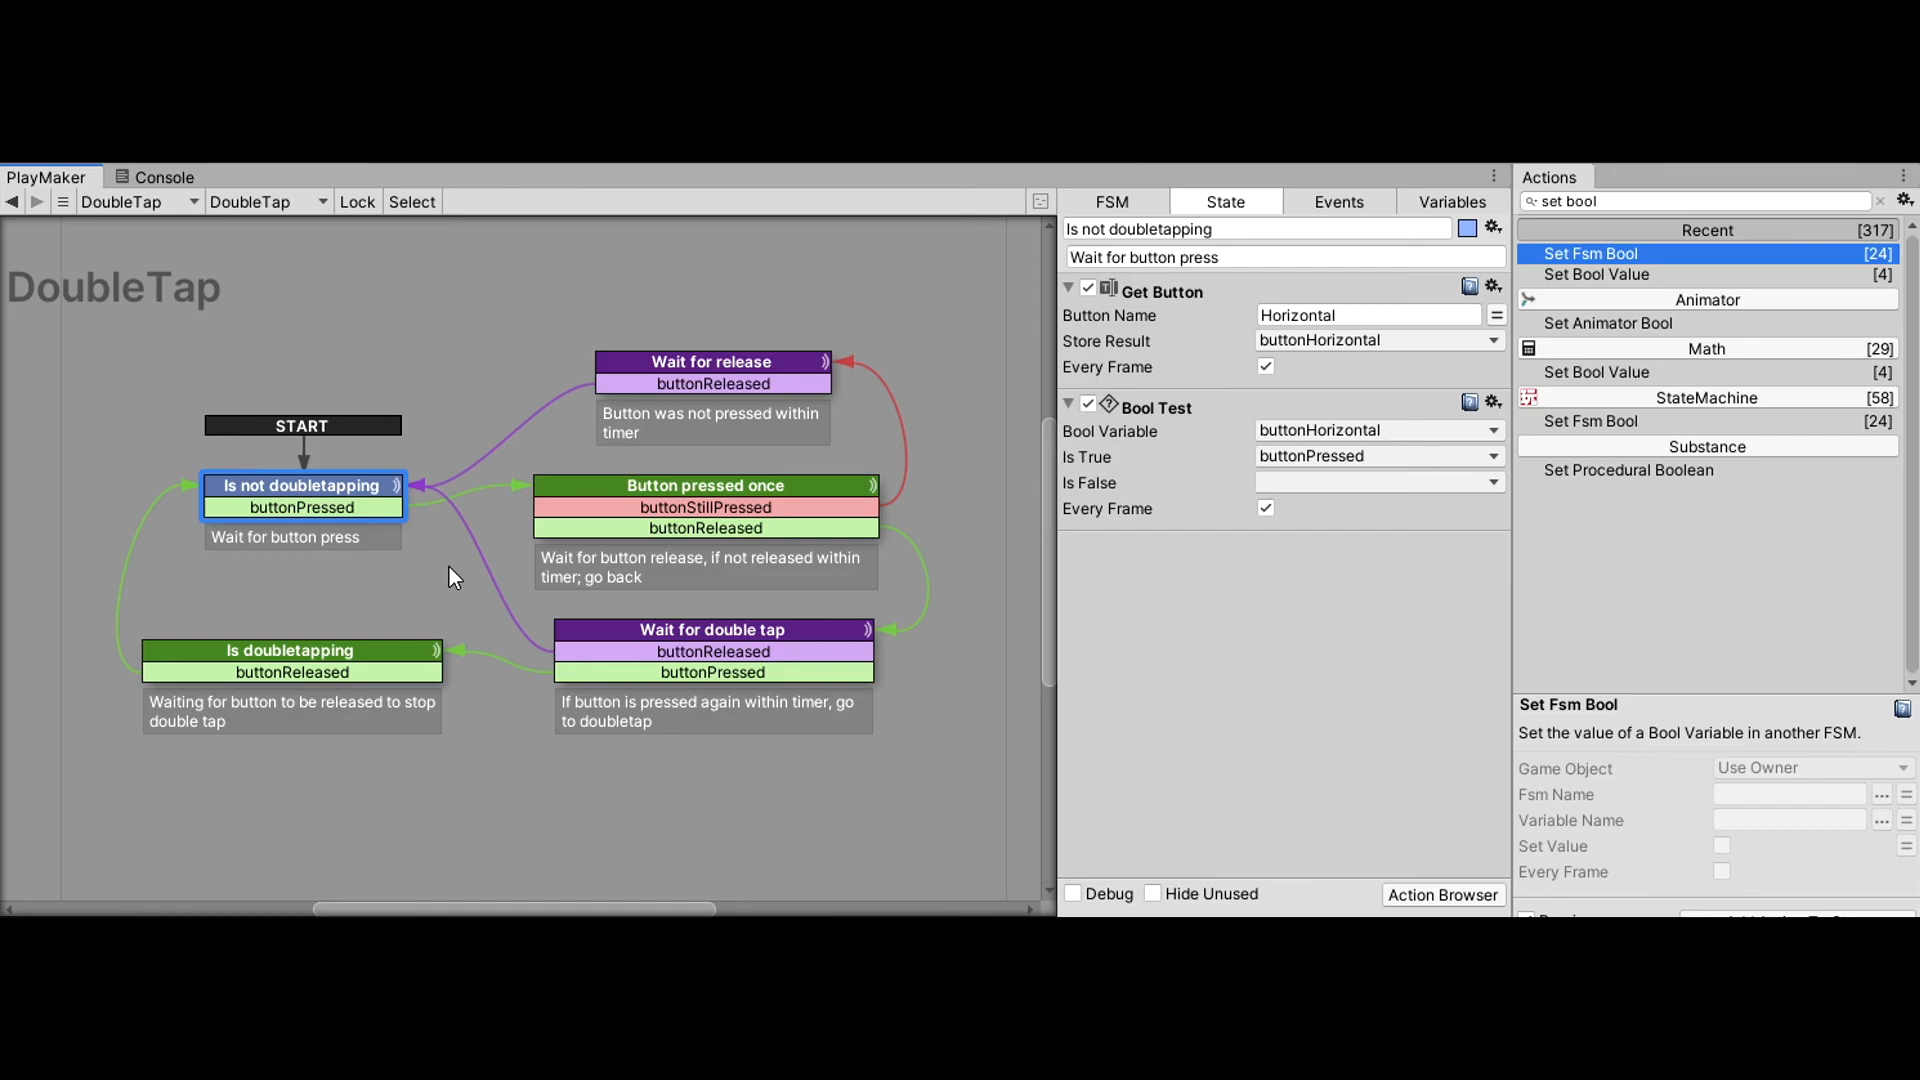 PlayMaker
Console
DoubleTap
DoubleTap
Lock
Select
DoubleTap
START
Is not doubletapping
buttonPressed
Wait for button press
Wait for release
buttonReleased
Button was not pressed within
timer
Button pressed once
buttonStillPressed
buttonReleased
Wait for button release, if not released within
timer; go back
Wait for double tap
buttonReleased
buttonPressed
If button is pressed again within timer, go
to doubletap
Is doubletapping
buttonReleased
Waiting for button to be released to stop
double tap
FSM
State
Events
Variables
Is not doubletapping
Wait for button press
Get Button
Button Name
Horizontal
Store Result
buttonHorizontal
Every Frame
Bool Test
Bool Variable
buttonHorizontal
Is True
buttonPressed
Is False
Every Frame
Debug
Hide Unused
Action Browser
Actions
set bool
Recent [317]
Set Fsm Bool [24]
Set Bool Value [4]
Animator
Set Animator Bool
Math [29]
Set Bool Value [4]
StateMachine [58]
Set Fsm Bool [24]
Substance
Set Procedural Boolean
Set Fsm Bool
Set the value of a Bool Variable in another FSM.
Game Object
Use Owner
Fsm Name
Variable Name
Set Value
Every Frame